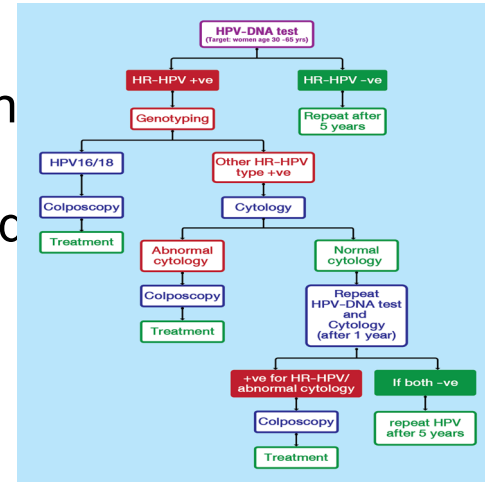 HPV-DNA test
(Target: women age 30 -65 yrs)
HR-HPV +ve
HR-HPV –ve
Genotyping
Repeat after
5 years
HPV16/18
Other HR-HPV
type +ve
Colposcopy
Cytology
Treatment
Abnormal
cytology
Normal
cytology
Colposcopy
Repeat
HPV-DNA test
and
Cytology
(after 1 year)
Treatment
+ve for HR-HPV/
abnormal cytology
If both –ve
Colposcopy
repeat HPV
after 5 years
Treatment